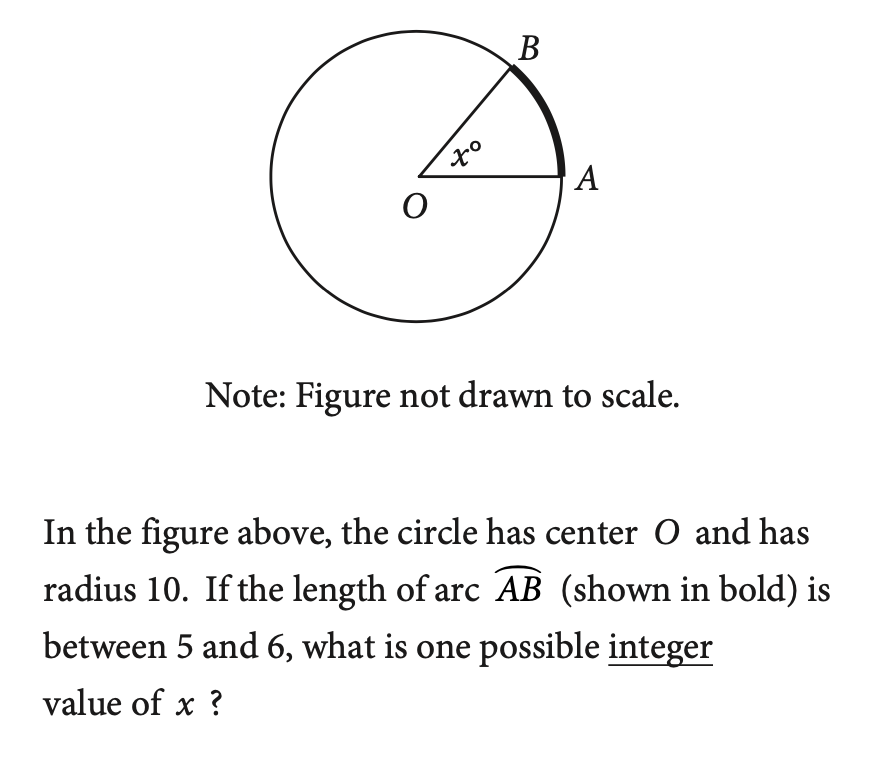 B
x°
A
O
Note: Figure not drawn to scale.
In the figure above, the circle has center O and has
radius 10. If the length of arc AB (shown in bold) is
between 5 and 6, what is one possible integer
value of x ?